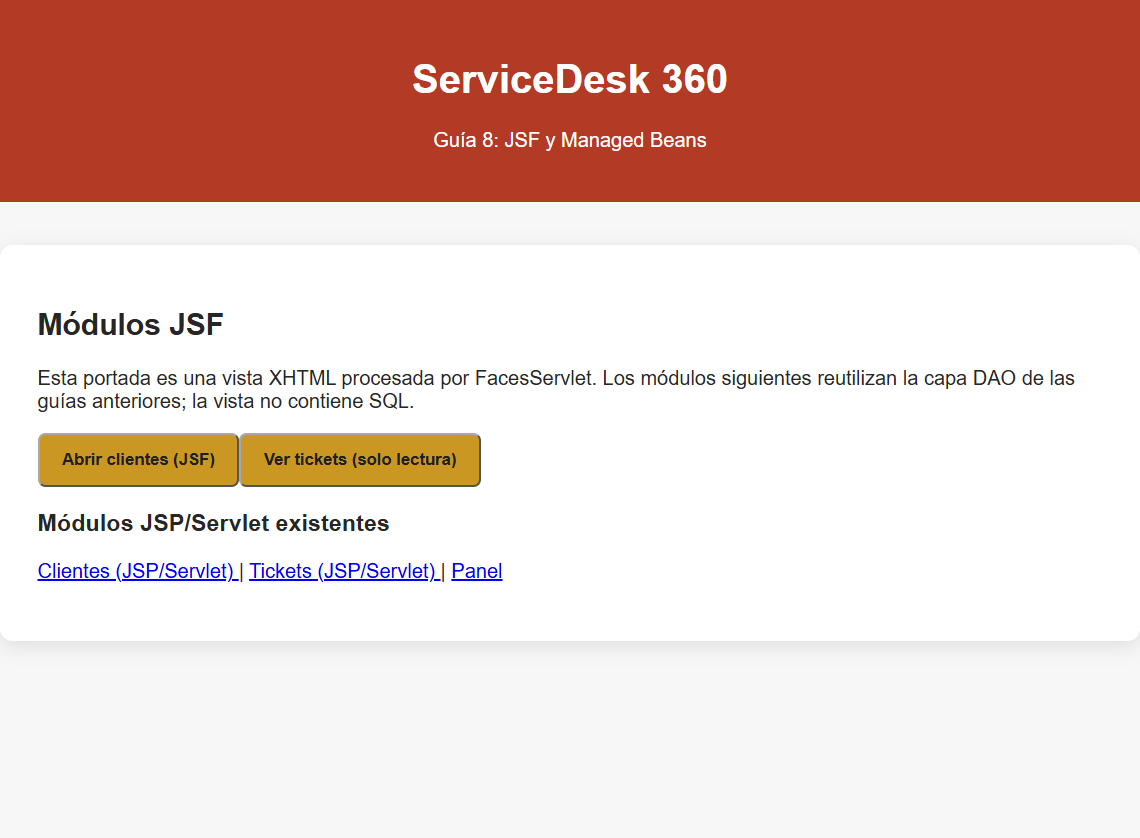 ServiceDesk 360
Guía 8: JSF y Managed Beans
Módulos JSF
Esta portada es una vista XHTML procesada por FacesServlet. Los módulos siguientes reutilizan la capa DAO de las
guías anteriores; la vista no contiene SQL.
Abrir clientes (JSF) Ver tickets (solo lectura)
Módulos JSP/Servlet existentes
Clientes (JSP/Servlet) | Tickets (JSP/Servlet) | Panel